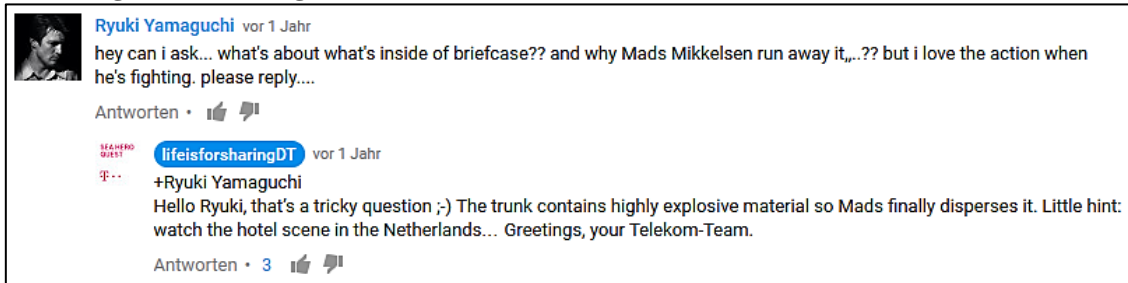 Ryuki Yamaguchi vor 1 Jahr
hey can i ask... what's about what's inside of briefcase?? and why Mads Mikkelsen run away it,,..?? but i love the action when
he's fighting. please reply....
Antworten •
SEA HERO
QUEST
lifeisforsharingDT vor 1 Jahr
T··
+Ryuki Yamaguchi
Hello Ryuki, that's a tricky question ;-) The trunk contains highly explosive material so Mads finally disperses it. Little hint:
watch the hotel scene in the Netherlands… Greetings, your Telekom-Team.
Antworten • 3